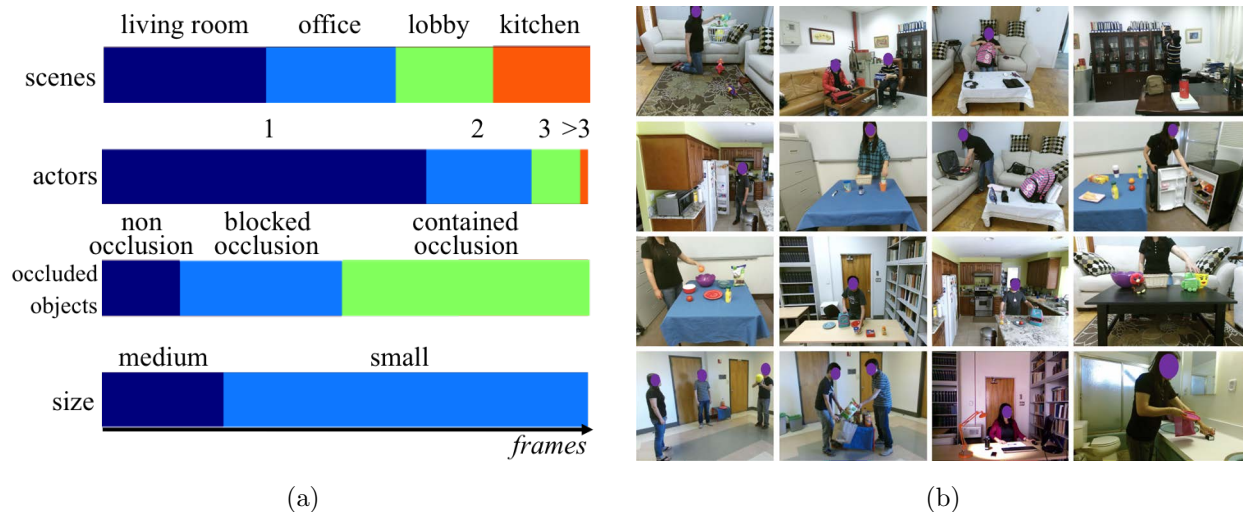 living room office lobby kitchen
scenes
1 2 3 >3
actors
non occlusion
blocked occlusion
contained occlusion
occluded objects
medium small
size
frames
(a) (b)